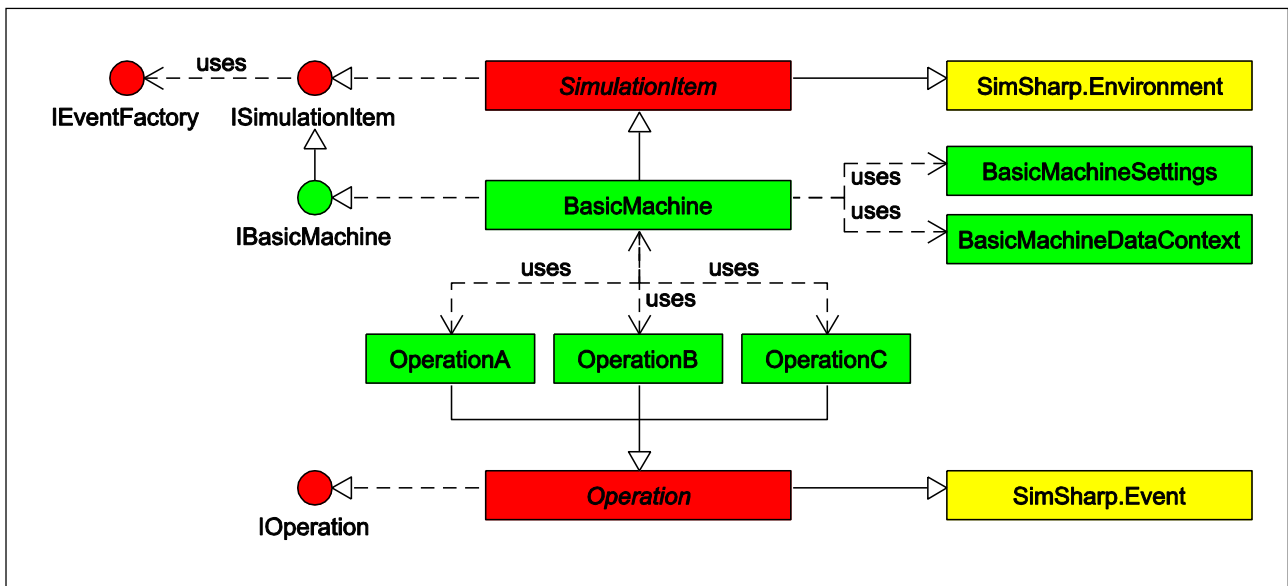 uses
SimulationItem
SimSharp.Environment
IEventFactory
ISimulationItem
BasicMachineSettings
uses
BasicMachine
uses
IBasicMachine
BasicMachineDataContext
uses
uses
uses
OperationA
OperationB
OperationC
Operation
SimSharp.Event
IOperation